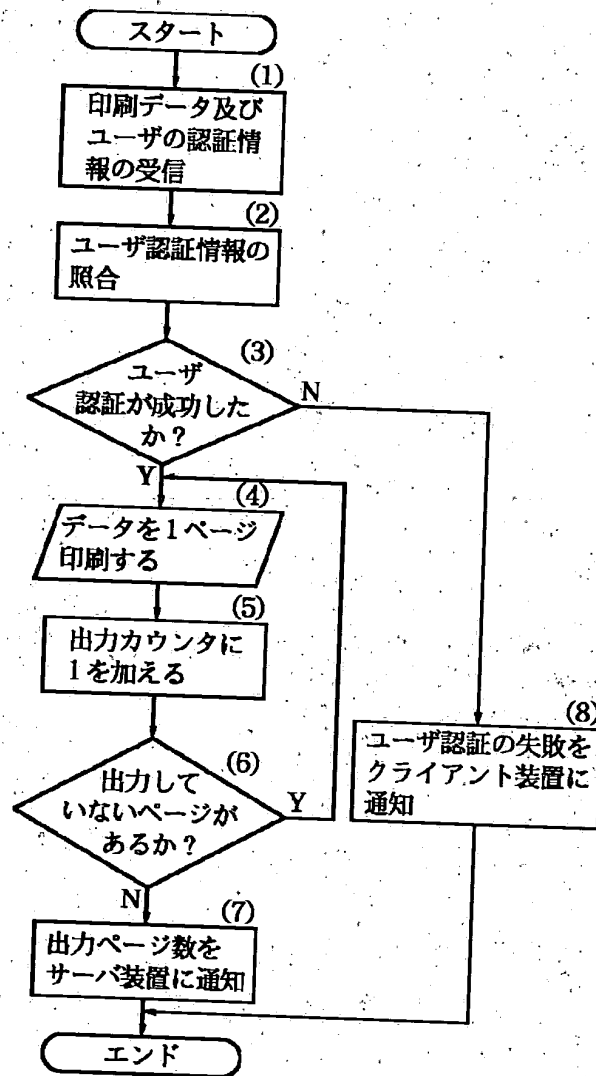 スタート
(1)
印刷データ及び
ユーザの認証情
報の受信
(2)
ユーザ認証情報の
照合
(3)
ユーザ
認証が成功した
か？
N
Y
(4)
データを1ページ
印刷する
(5)
出力カウンタに
1を加える
(6)
出力して
いないページが
あるか？
Y
N
(8)
ユーザ認証の失敗を
クライアント装置に
通知
(7)
出力ページ数を
サーバ装置に通知
エンド